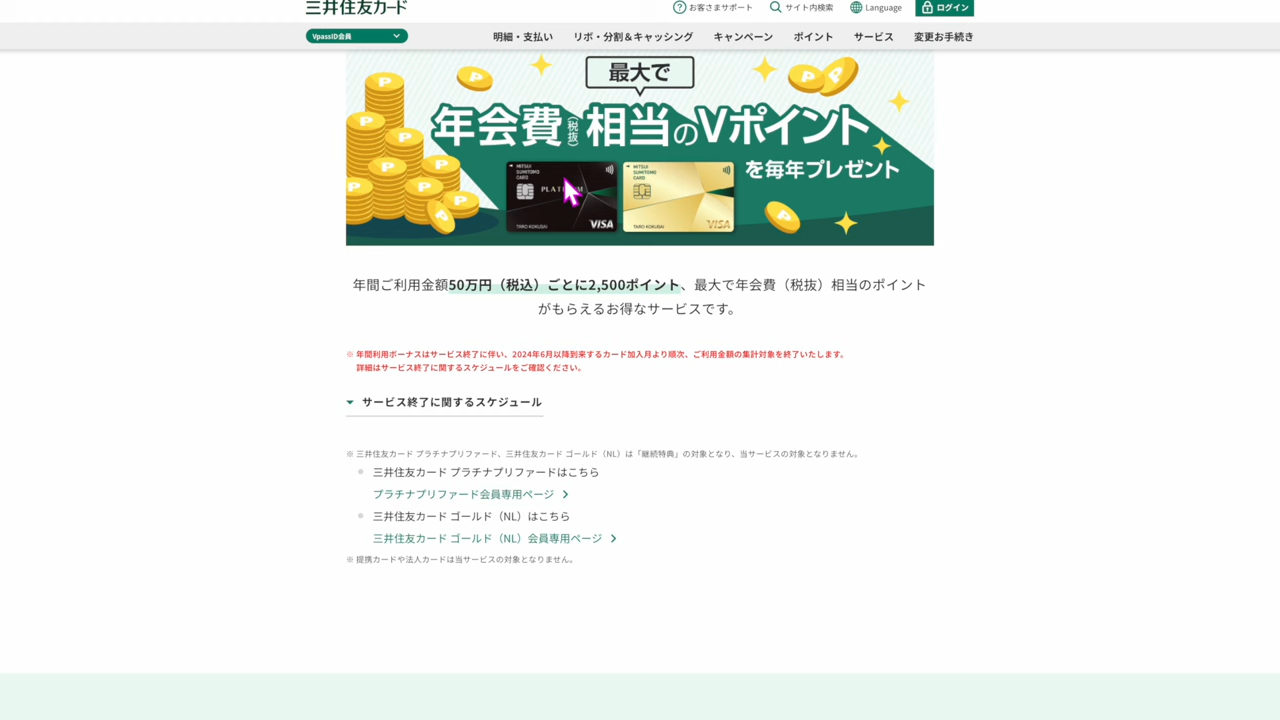 三井住友カード
お客さまサポート
サイト内検索
Language
ログイン
VpassID会員
明細・支払い
リボ・分割&キャッシング
キャンペーン
ポイント
サービス
変更お手続き
最大で
年会費(税抜)相当のVポイント
を毎年プレゼント
MITSUI
SUMITOMO
CARD
TARO KOKUSAI
VISA
MITSUI
SUMITOMO
CARD
TARO KOKUSAI
VISA
年間ご利用金額50万円（税込）ごとに2,500ポイント、最大で年会費（税抜）相当のポイント
がもらえるお得なサービスです。
※ 年間利用ボーナスはサービス終了に伴い、2024年6月以降到来するカード加入月より順次、ご利用金額の集計対象を終了いたします。
詳細はサービス終了に関するスケジュールをご確認ください。
サービス終了に関するスケジュール
※ 三井住友カード プラチナプリファード、三井住友カード ゴールド（NL）は「継続特典」の対象となり、当サービスの対象となりません。
三井住友カード プラチナプリファードはこちら
プラチナプリファード会員専用ページ
三井住友カード ゴールド（NL）はこちら
三井住友カード ゴールド（NL）会員専用ページ
※ 提携カードや法人カードは当サービスの対象となりません。